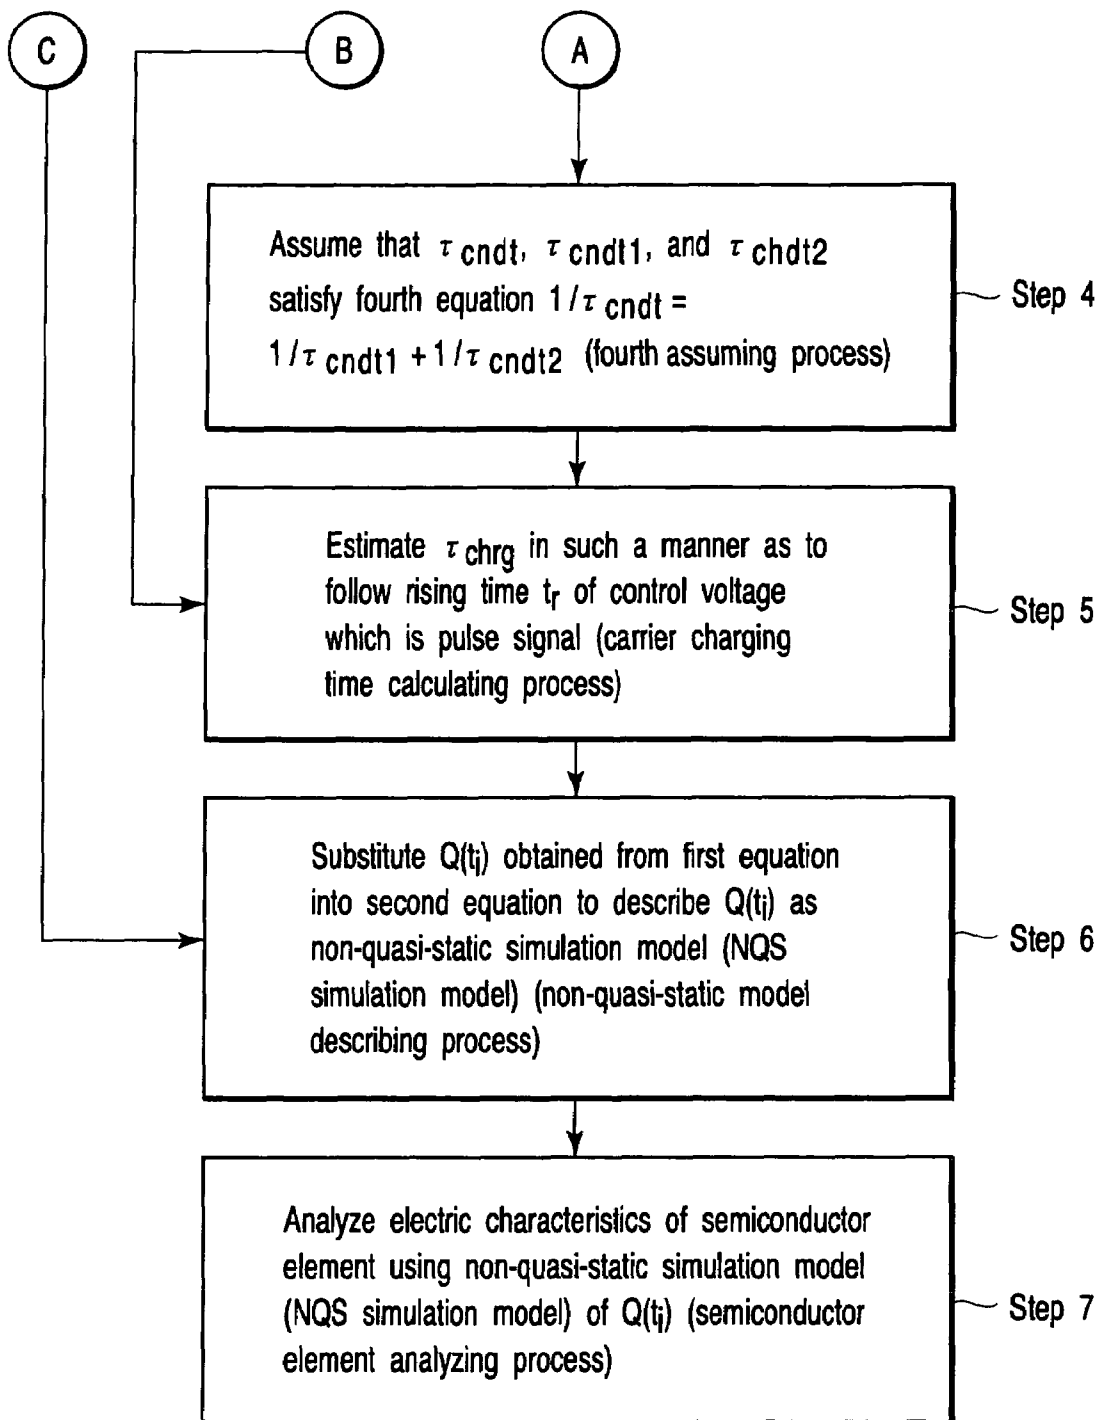 C
B
A
Assume that τ cndt, τ cndt1, and τ chdt2
satisfy fourth equation 1/τ cndt =
1/τ cndt1 + 1/τ cndt2 (fourth assuming process)
Step 4
Estimate τ chrg in such a manner as to
follow rising time tr of control voltage
which is pulse signal (carrier charging
time calculating process)
Step 5
Substitute Q(tj) obtained from first equation
into second equation to describe Q(ti) as
non-quasi-static simulation model (NQS
simulation model) (non-quasi-static model
describing process)
Step 6
Analyze electric characteristics of semiconductor
element using non-quasi-static simulation model
(NQS simulation model) of Q(tj) (semiconductor
element analyzing process)
Step 7